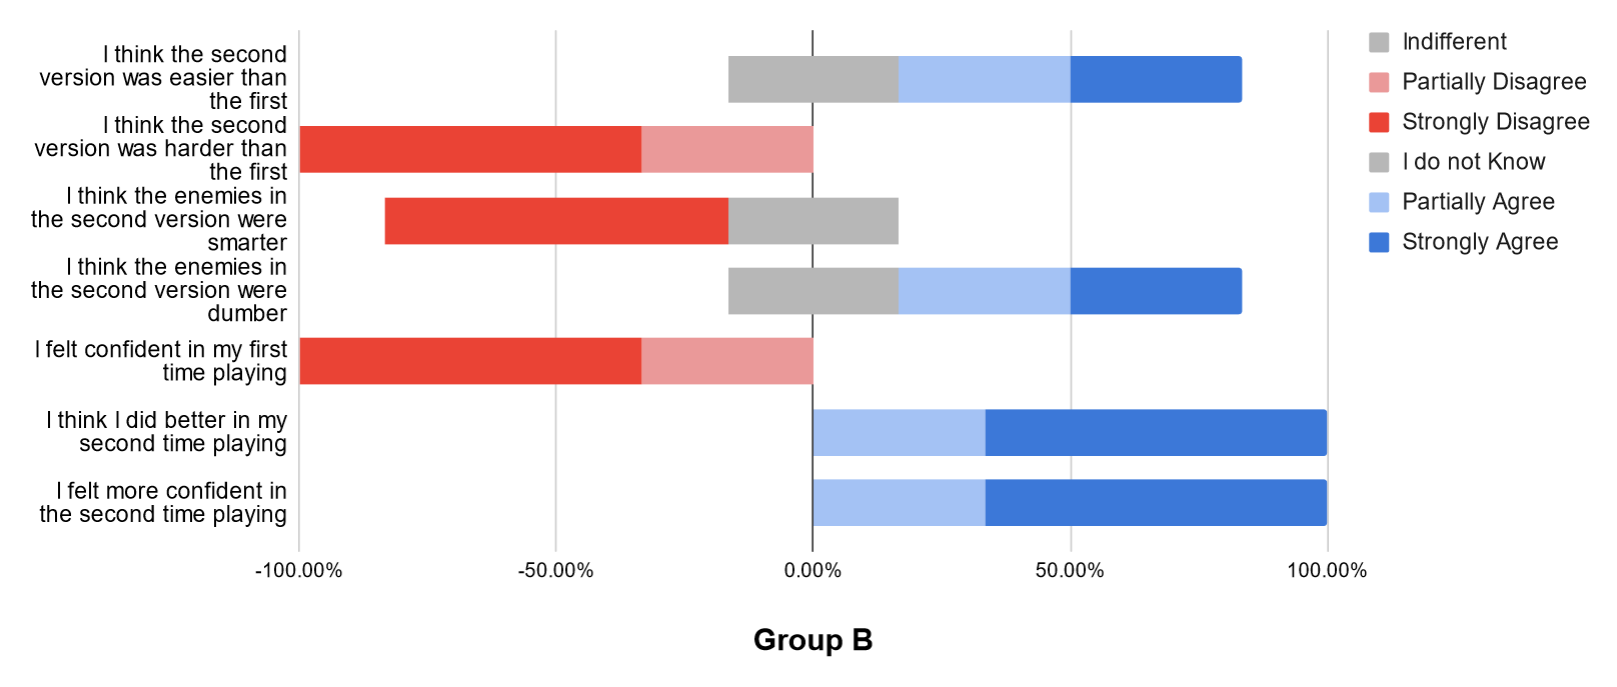 I think the second
version was easier than
the first
I think the second
version was harder than
the first
I think the enemies in
the second version were
smarter
I think the enemies in
the second version were
dumber
I felt confident in my first
time playing
I think I did better in my
second time playing
I felt more confident in
the second time playing
-100.00%
-50.00%
0.00%
50.00%
100.00%
Group B
Indifferent
Partially Disagree
Strongly Disagree
I do not Know
Partially Agree
Strongly Agree